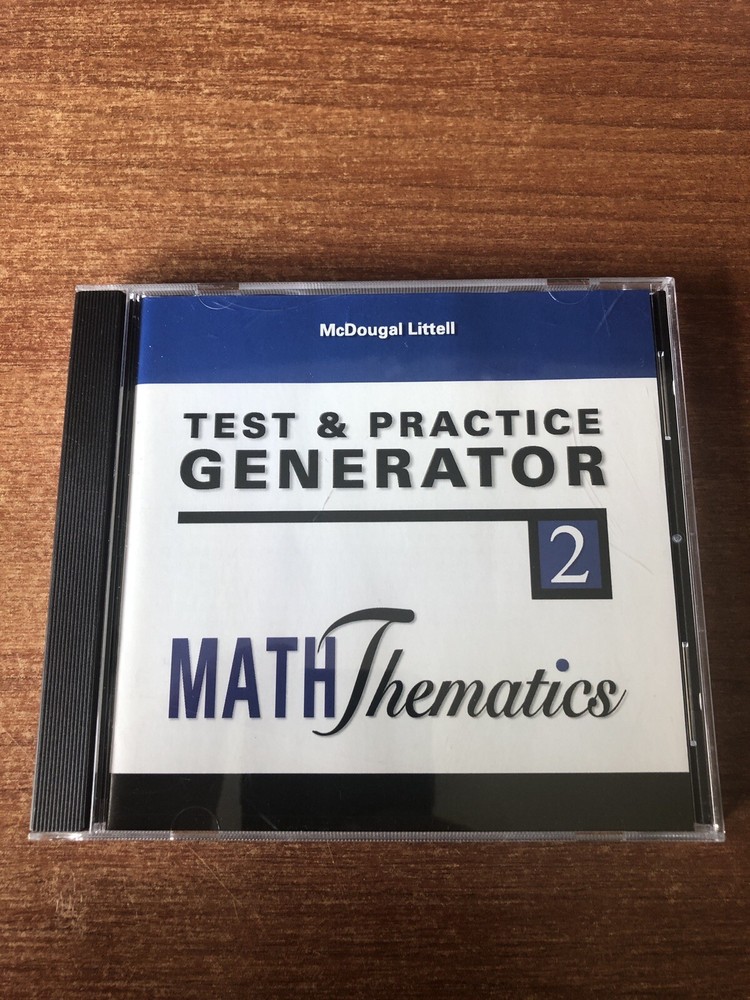 McDougal Littell
TEST & PRACTICE
GENERATOR
2
MATHThematics